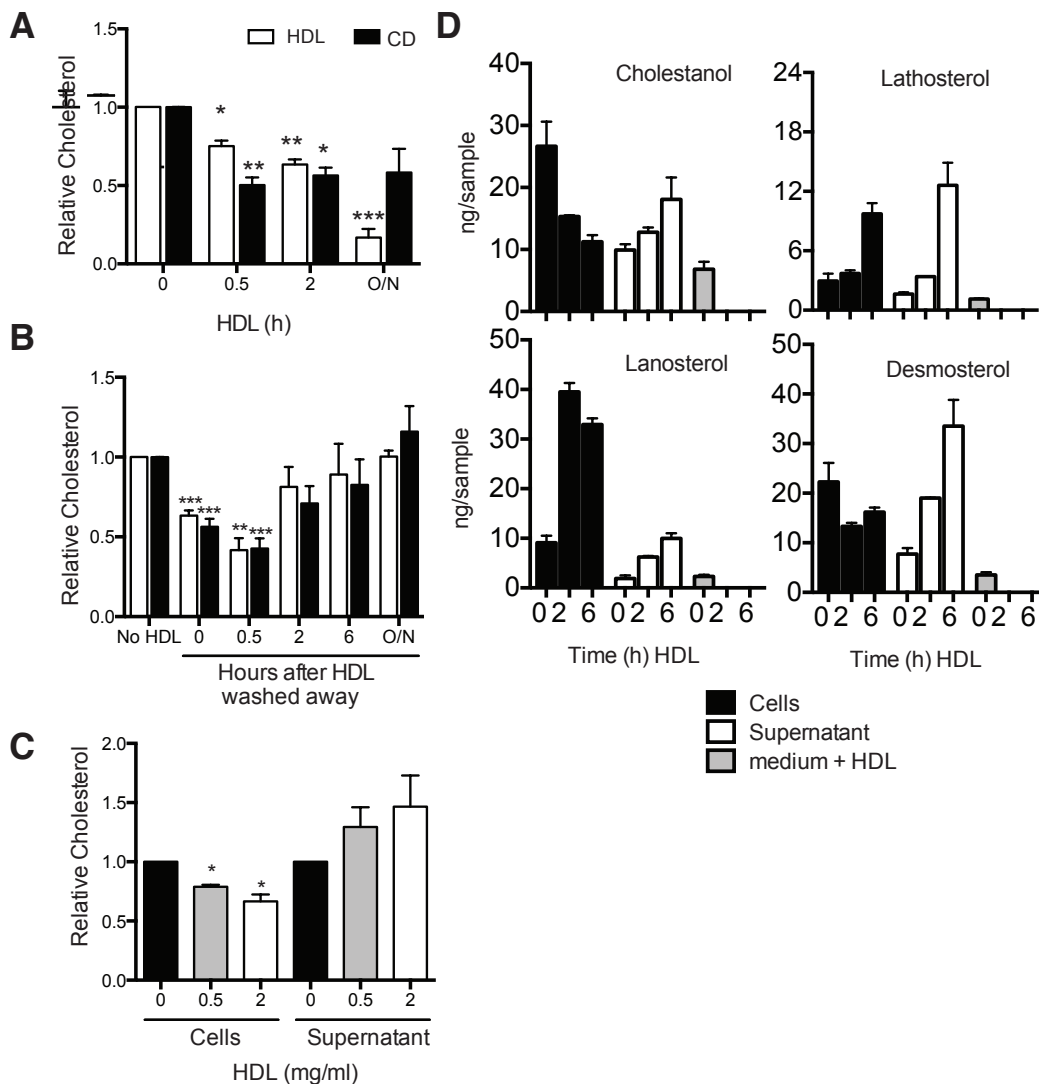 A
HDL
CD
1.5
1.0
0.5
0.0
Relative Cholesterol
*
**
**
*
***
0
0.5
2
O/N
HDL (h)
B
1.5
1.0
0.5
0.0
Relative Cholesterol
***
***
**
***
No HDL
0
0.5
2
6
O/N
Hours after HDL
washed away
C
2.0
1.5
1.0
0.5
0.0
Relative Cholesterol
*
*
0
0.5
2
0
0.5
2
Cells
Supernatant
HDL (mg/ml)
D
Cholestanol
40
30
20
10
0
ng/sample
Lathosterol
24
18
12
6
0
Lanosterol
50
40
30
20
10
0
ng/sample
0 2 6 0 2 6 0 2 6
Time (h) HDL
Desmosterol
50
40
30
20
10
0
0 2 6 0 2 6 0 2 6
Time (h) HDL
Cells
Supernatant
medium + HDL